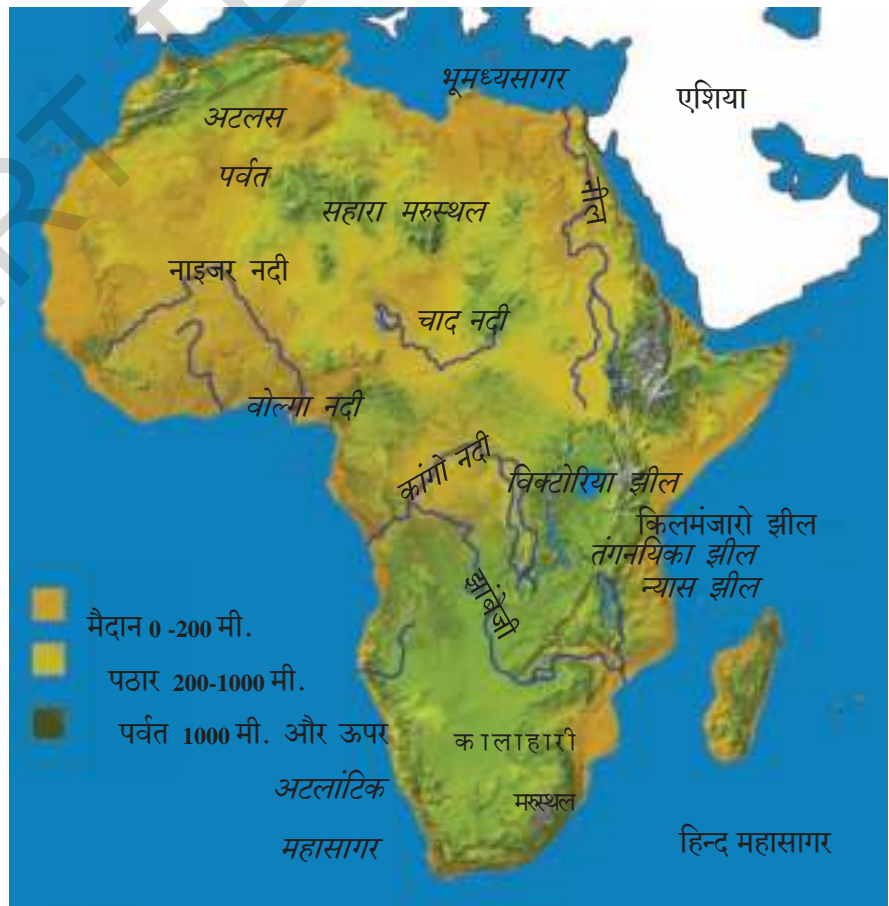 भूमध्यसागर
एशिया
अटलस
पर्वत
सहारा मरुस्थल
नील
नाइजर नदी
चाद नदी
वोल्गा नदी
कांगो नदी
विक्टोरिया झील
किलमंजारो झील
तंगनयिका झील
न्यास झील
झांबेजी
मैदान 0 -200 मी.
पठार 200-1000 मी.
पर्वत 1000 मी. और ऊपर
कालाहारी
मरुस्थल
अटलांटिक
महासागर
हिन्द महासागर